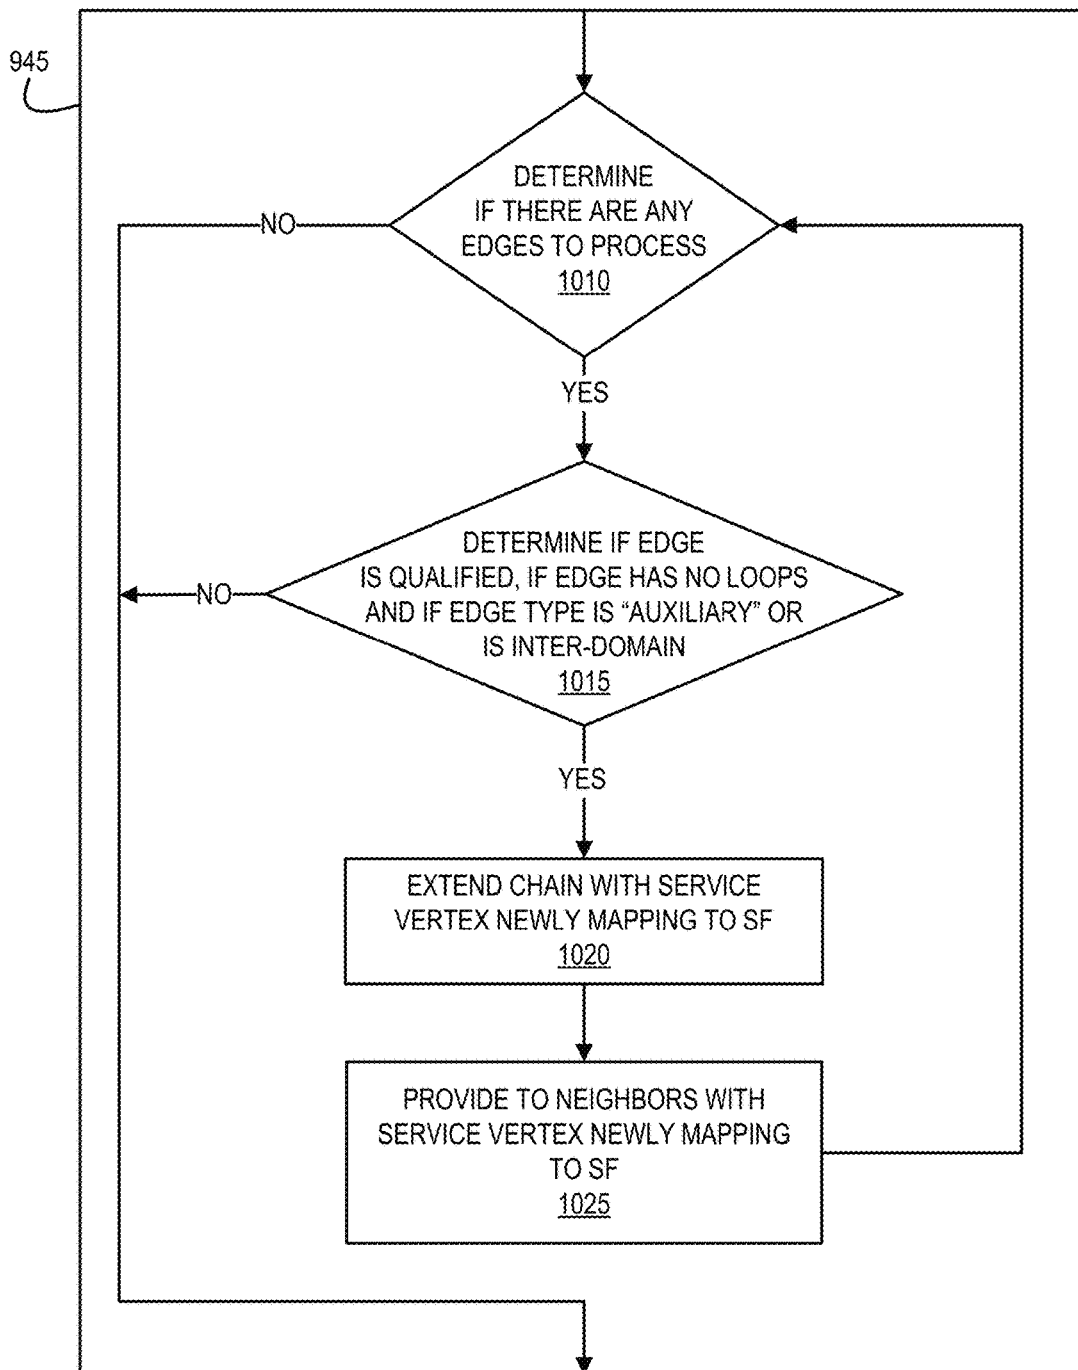 945
DETERMINE
IF THERE ARE ANY
EDGES TO PROCESS
1010
NO
YES
DETERMINE IF EDGE
IS QUALIFIED, IF EDGE HAS NO LOOPS
AND IF EDGE TYPE IS “AUXILIARY” OR
IS INTER-DOMAIN
1015
NO
YES
EXTEND CHAIN WITH SERVICE
VERTEX NEWLY MAPPING TO SF
1020
PROVIDE TO NEIGHBORS WITH
SERVICE VERTEX NEWLY MAPPING
TO SF
1025